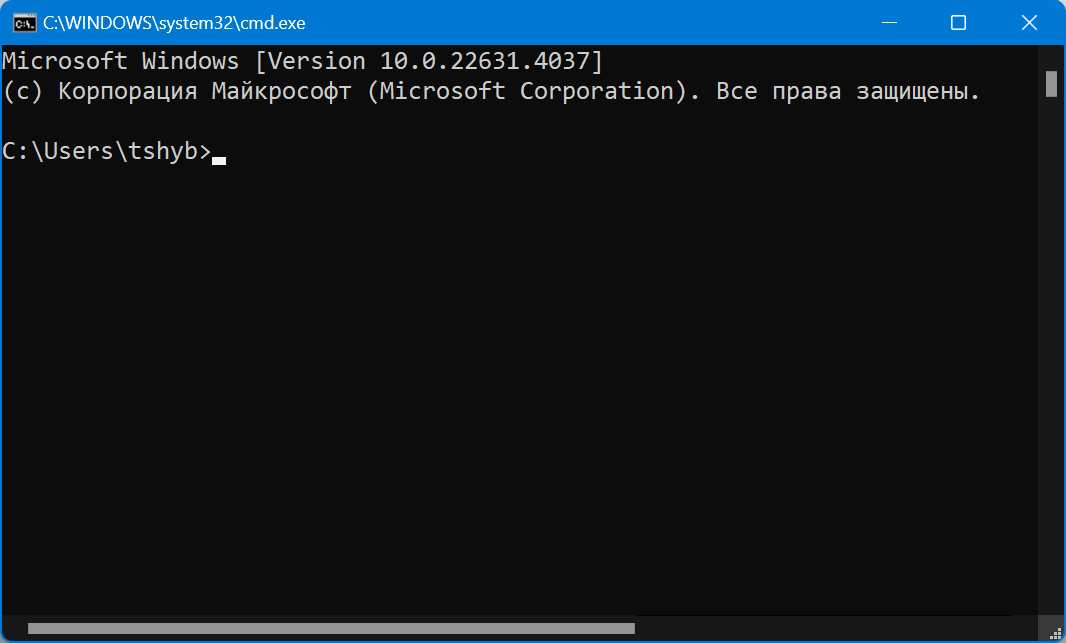 C:\WINDOWS\system32\cmd.exe
Microsoft Windows [Version 10.0.22631.4037]
(c) Корпорация Майкрософт (Microsoft Corporation). Все права защищены.
C:\Users\tshyb>